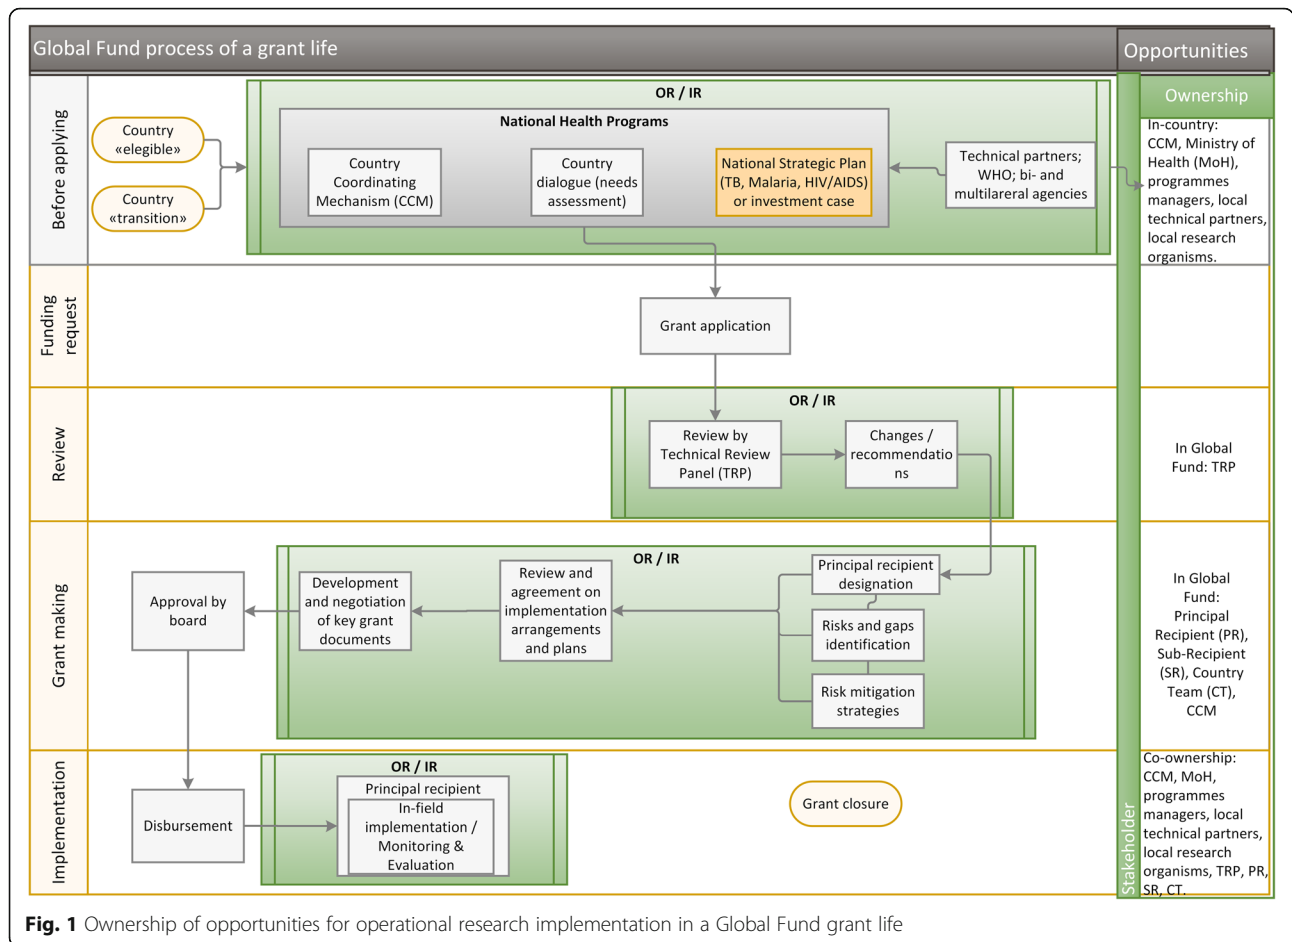 Global Fund process of a grant life
Opportunities
Before applying
Country
«elegible»
Country
«transition»
OR / IR
National Health Programs
Country
Coordinating
Mechanism (CCM)
Country
dialogue (needs
assessment)
National Strategic Plan
(TB, Malaria, HIV/AIDS)
or investment case
Technical partners;
WHO; bi- and
multilareral agencies
Ownership
In-country:
CCM, Ministry of
Health (MoH),
programmes
managers, local
technical partners,
local research
organisms.
Funding
request
Grant application
Review
OR / IR
Review by
Technical Review
Panel (TRP)
Changes /
recommendatio
ns
In Global
Fund: TRP
Grant making
OR / IR
Principal recipient
designation
Risks and gaps
identification
Risk mitigation
strategies
Review and
agreement on
implementation
arrangements
and plans
Development
and negotiation
of key grant
documents
Approval by
board
In Global
Fund:
Principal
Recipient (PR),
Sub-Recipient
(SR), Country
Team (CT),
CCM
Implementation
Disbursement
OR / IR
Principal recipient
In-field
implementation /
Monitoring &
Evaluation
Grant closure
Stakeholder
Co-ownership:
CCM, MoH,
programmes
managers, local
technical partners,
local research
organisms, TRP, PR,
SR, CT.
Fig. 1 Ownership of opportunities for operational research implementation in a Global Fund grant life